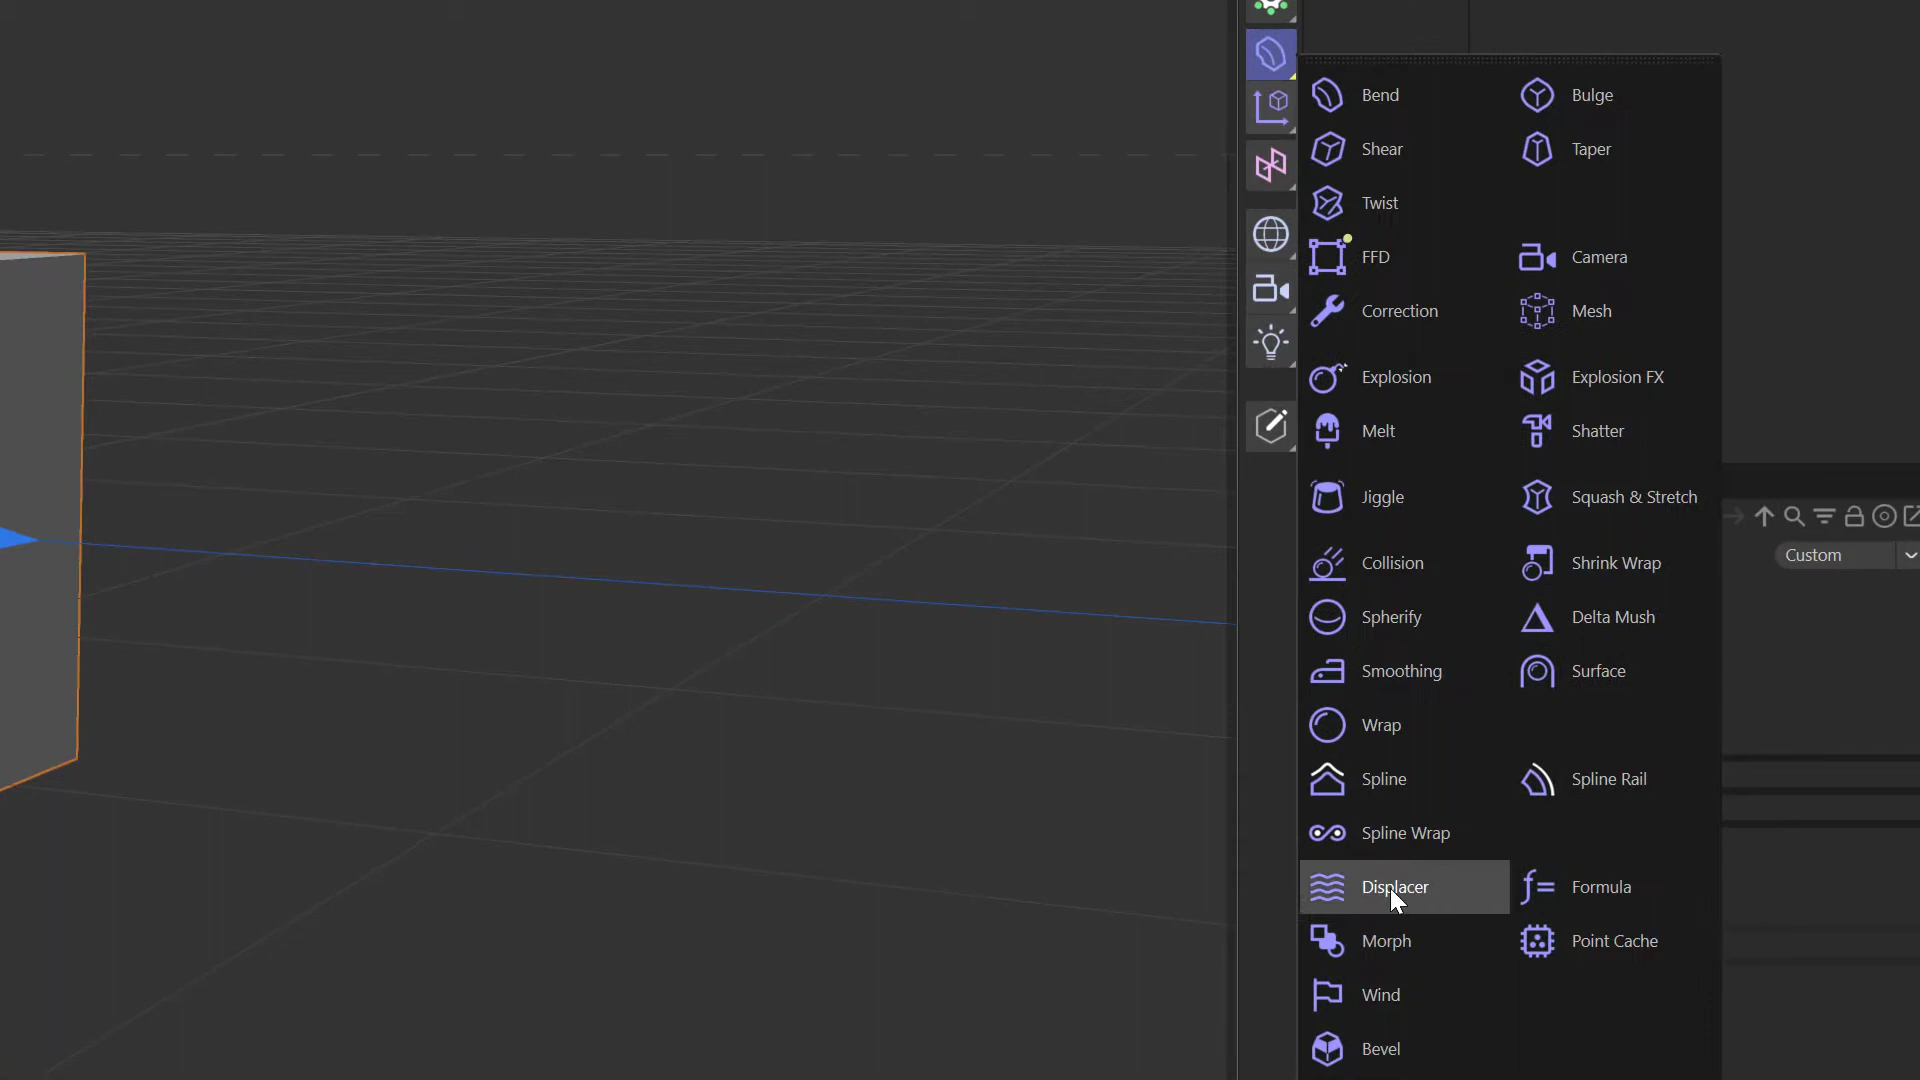 Bend Bulge
Shear Taper
Twist
FFD Camera
Correction Mesh
Explosion Explosion FX
Melt Shatter
Jiggle Squash & Stretch
Custom
Collision Shrink Wrap
Spherify Delta Mush
Smoothing Surface
Wrap
Spline Spline Rail
Spline Wrap
Displacer Formula
Morph Point Cache
Wind
Bevel